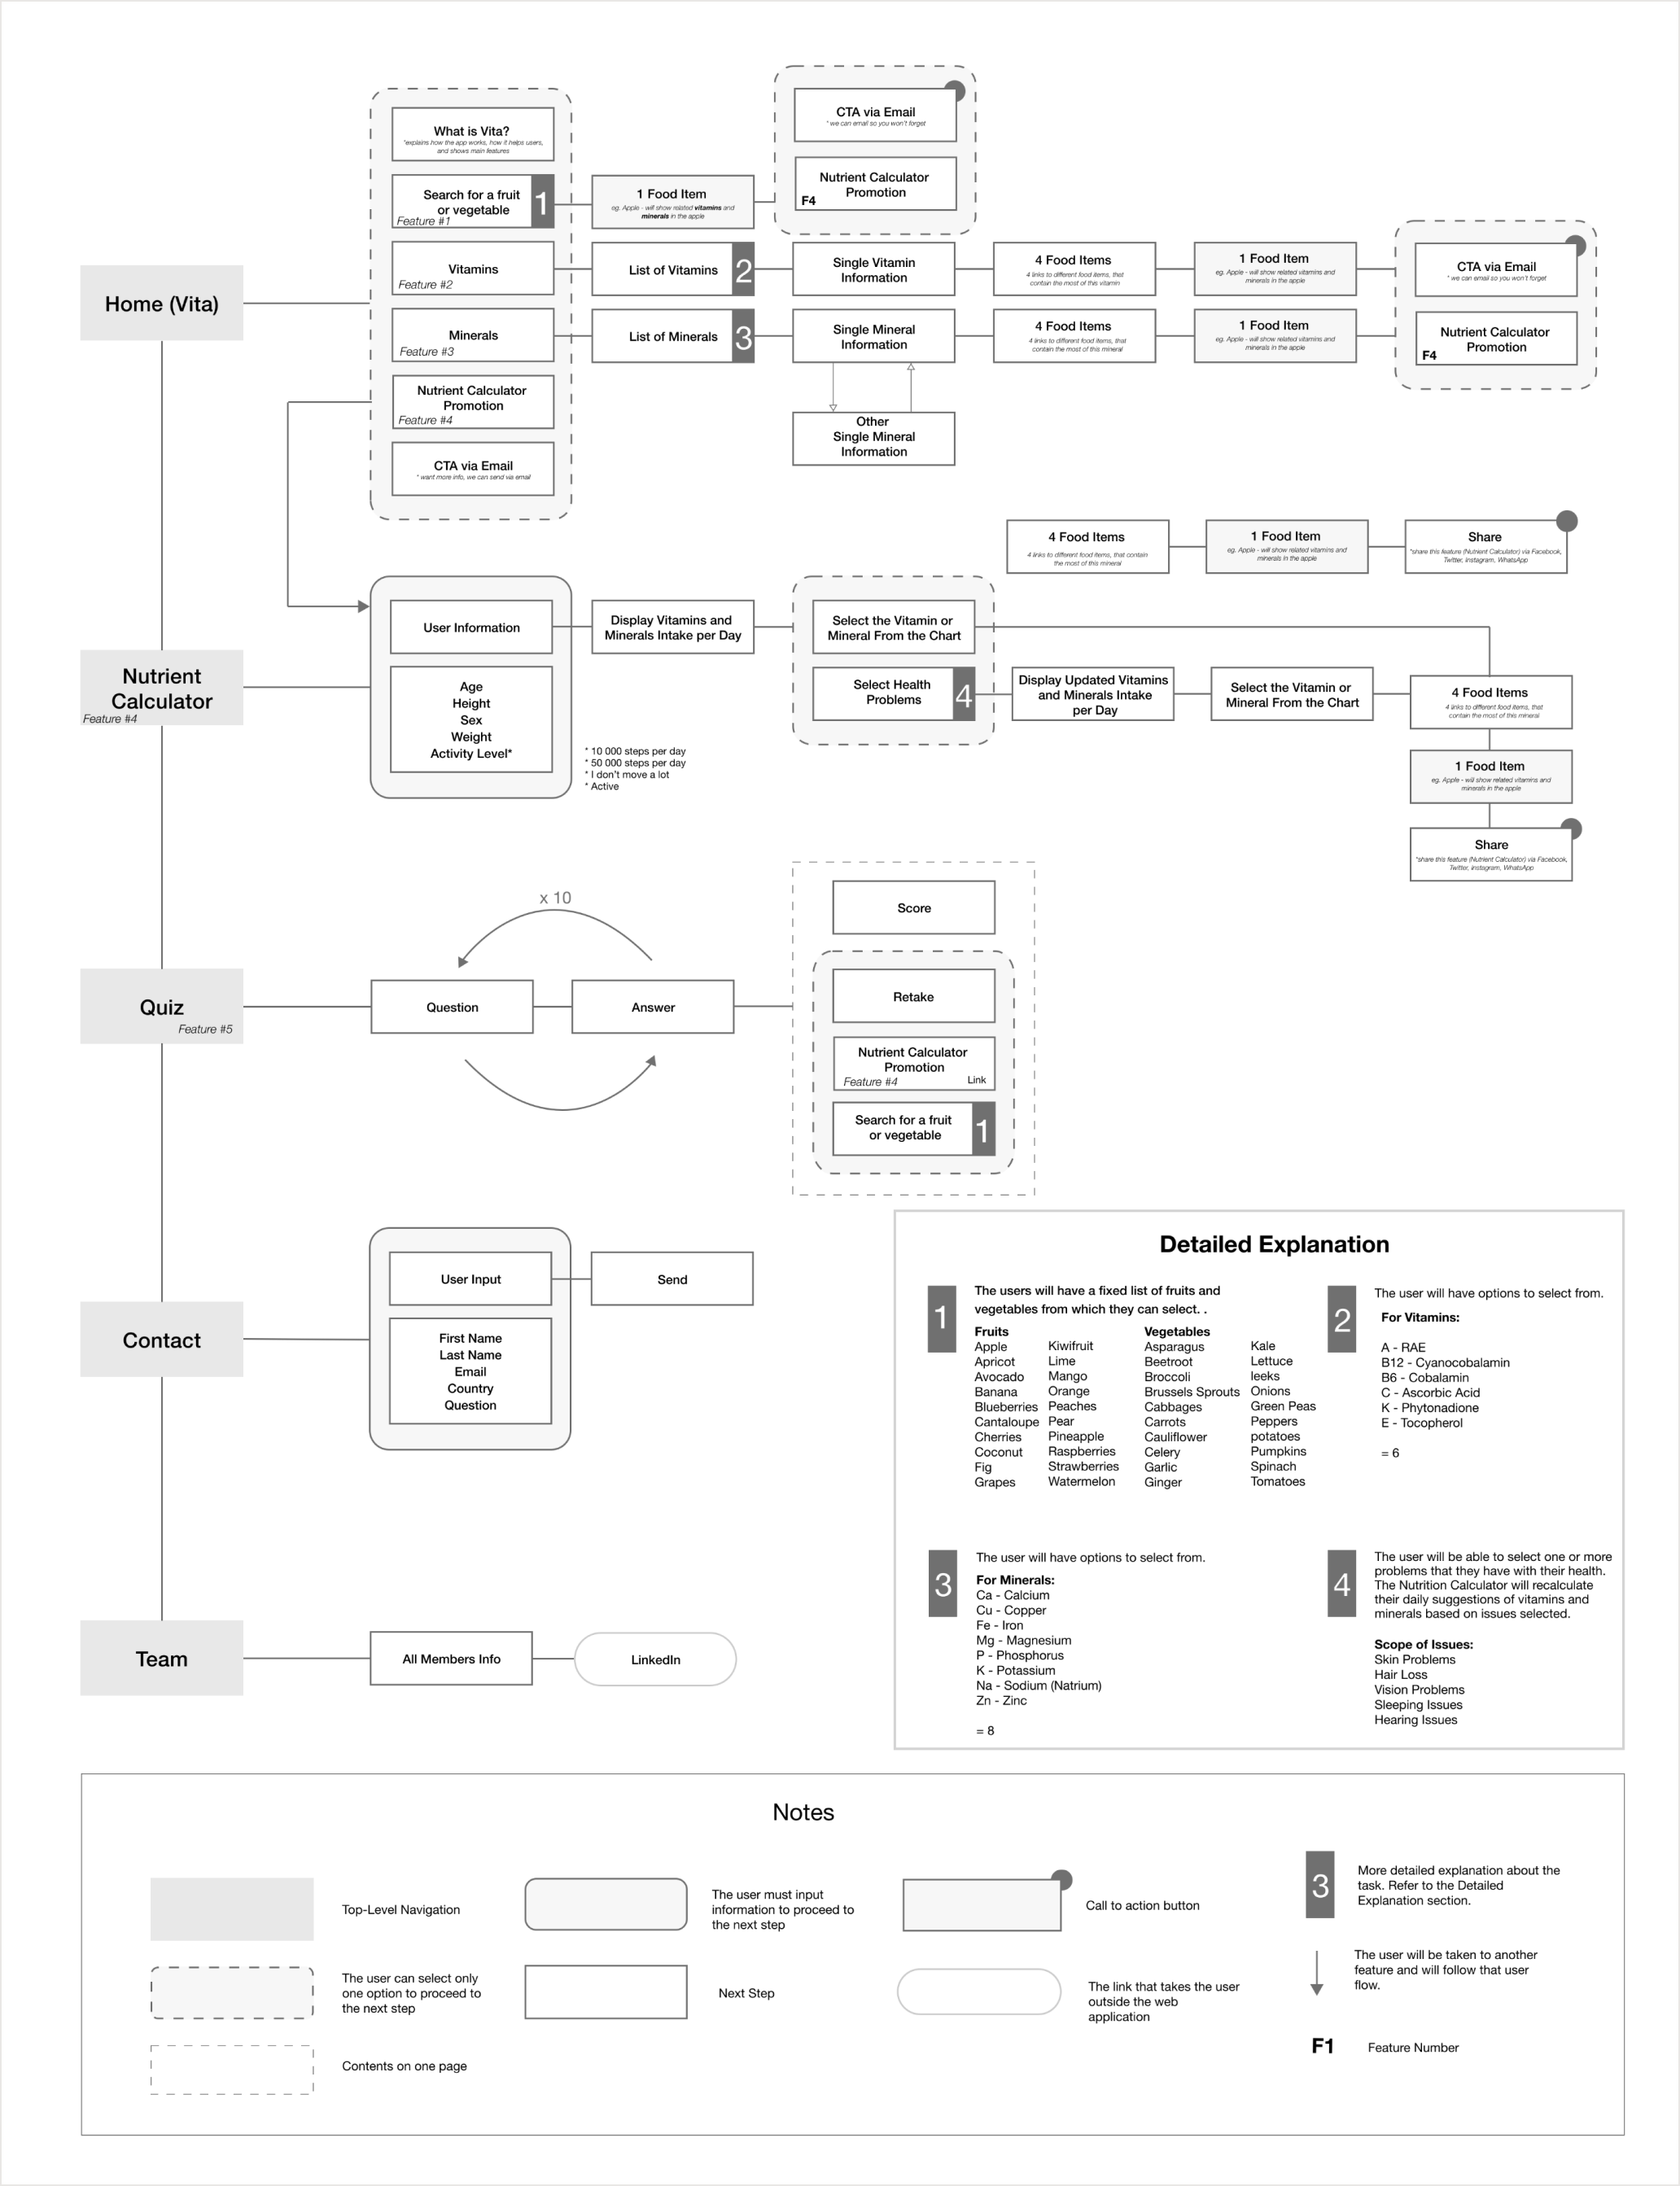 What is Vita?
*explains how the app works, how it helps users,
and shows main features
Search for a fruit
or vegetable
Feature #1
1
Vitamins
Feature #2
Minerals
Feature #3
Nutrient Calculator
Promotion
Feature #4
CTA via Email
* want more info, we can send via email
1 Food Item
eg. Apple - will show related vitamins and
minerals in the apple
CTA via Email
* we can email so you won't forget
Nutrient Calculator
Promotion
F4
Home (Vita)
List of Vitamins
2
Single Vitamin
Information
4 Food Items
4 links to different food items, that
contain the most of this vitamin
1 Food Item
eg. Apple - will show related vitamins and
minerals in the apple
List of Minerals
3
Single Mineral
Information
4 Food Items
4 links to different food items, that
contain the most of this mineral
1 Food Item
eg. Apple - will show related vitamins and
minerals in the apple
CTA via Email
* we can email so you won't forget
Nutrient Calculator
Promotion
F4
Other
Single Mineral
Information
4 Food Items
4 links to different food items, that contain
the most of this mineral
1 Food Item
eg. Apple - will show related vitamins and
minerals in the apple
Share
*share this feature (Nutrient Calculator) via Facebook,
Twitter, instagram, WhatsApp
Nutrient
Calculator
Feature #4
User Information
Age
Height
Sex
Weight
Activity Level*
* 10 000 steps per day
* 50 000 steps per day
* I don't move a lot
* Active
Display Vitamins and
Minerals Intake per Day
Select the Vitamin or
Mineral From the Chart
Select Health
Problems
4
Display Updated Vitamins
and Minerals Intake
per Day
Select the Vitamin or
Mineral From the Chart
4 Food Items
4 links to different food items, that
contain the most of this mineral
1 Food Item
eg. Apple - will show related vitamins and
minerals in the apple
Share
*share this feature (Nutrient Calculator) via Facebook,
Twitter, instagram, WhatsApp
Quiz
Feature #5
x 10
Question
Answer
Score
Retake
Nutrient Calculator
Promotion
Feature #4
Link
Search for a fruit
or vegetable
1
Contact
User Input
First Name
Last Name
Email
Country
Question
Send
Team
All Members Info
LinkedIn
Detailed Explanation
1
The users will have a fixed list of fruits and
vegetables from which they can select. .
Fruits
Apple
Apricot
Avocado
Banana
Blueberries
Cantaloupe
Cherries
Coconut
Fig
Grapes
Kiwifruit
Lime
Mango
Orange
Peaches
Pear
Pineapple
Raspberries
Strawberries
Watermelon
Vegetables
Asparagus
Beetroot
Broccoli
Brussels Sprouts
Cabbages
Carrots
Cauliflower
Celery
Garlic
Ginger
Kale
Lettuce
leeks
Onions
Green Peas
Peppers
potatoes
Pumpkins
Spinach
Tomatoes
2
The user will have options to select from.
For Vitamins:
A - RAE
B12 - Cyanocobalamin
B6 - Cobalamin
C - Ascorbic Acid
K - Phytonadione
E - Tocopherol
= 6
3
The user will have options to select from.
For Minerals:
Ca - Calcium
Cu - Copper
Fe - Iron
Mg - Magnesium
P - Phosphorus
K - Potassium
Na - Sodium (Natrium)
Zn - Zinc
= 8
4
The user will be able to select one or more
problems that they have with their health.
The Nutrition Calculator will recalculate
their daily suggestions of vitamins and
minerals based on issues selected.
Scope of Issues:
Skin Problems
Hair Loss
Vision Problems
Sleeping Issues
Hearing Issues
Notes
Top-Level Navigation
The user must input
information to proceed to
the next step
Call to action button
3
More detailed explanation about the
task. Refer to the Detailed
Explanation section.
The user can select only
one option to proceed to
the next step
Next Step
The link that takes the user
outside the web
application
The user will be taken to another
feature and will follow that user
flow.
Contents on one page
F1
Feature Number